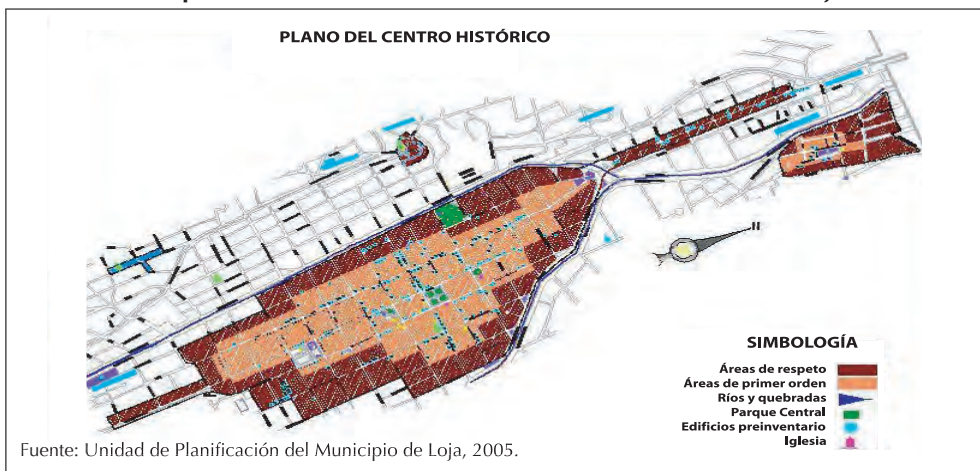 PLANO DEL CENTRO HISTÓRICO
SIMBOLOGÍA
Áreas de respeto
Áreas de primer orden
Ríos y quebradas
Parque Central
Edificios preinventario
Iglesia
Fuente: Unidad de Planificación del Municipio de Loja, 2005.